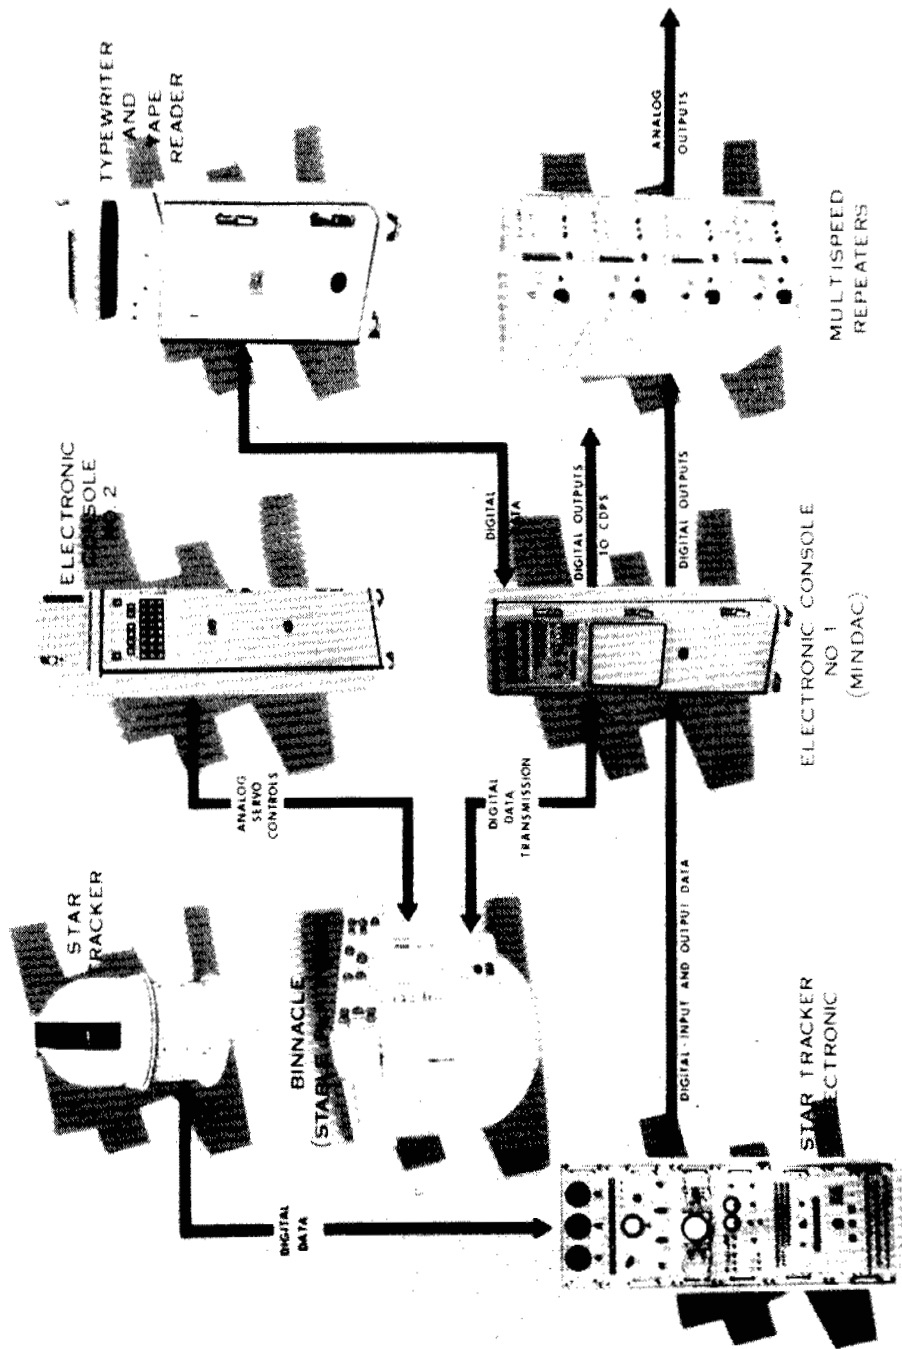 STAR
TRACKER
ELECTRONIC
CONSOLE
NO. 2
TYPEWRITER
AND
TAPE
READER
ANALOG
SERVO
CONTROLS
BINNACLE
DIGITAL
DATA
DIGITAL
DATA
TRANSMISSION
DIGITAL
DATA
DIGITAL OUTPUTS
TO CDPS
DIGITAL OUTPUTS
ANALOG
OUTPUTS
DIGITAL-INPUT AND OUTPUT DATA
STAR TRACKER
ELECTRONIC
ELECTRONIC CONSOLE
NO 1
(MINDAC)
MULTISPEED
REPEATERS